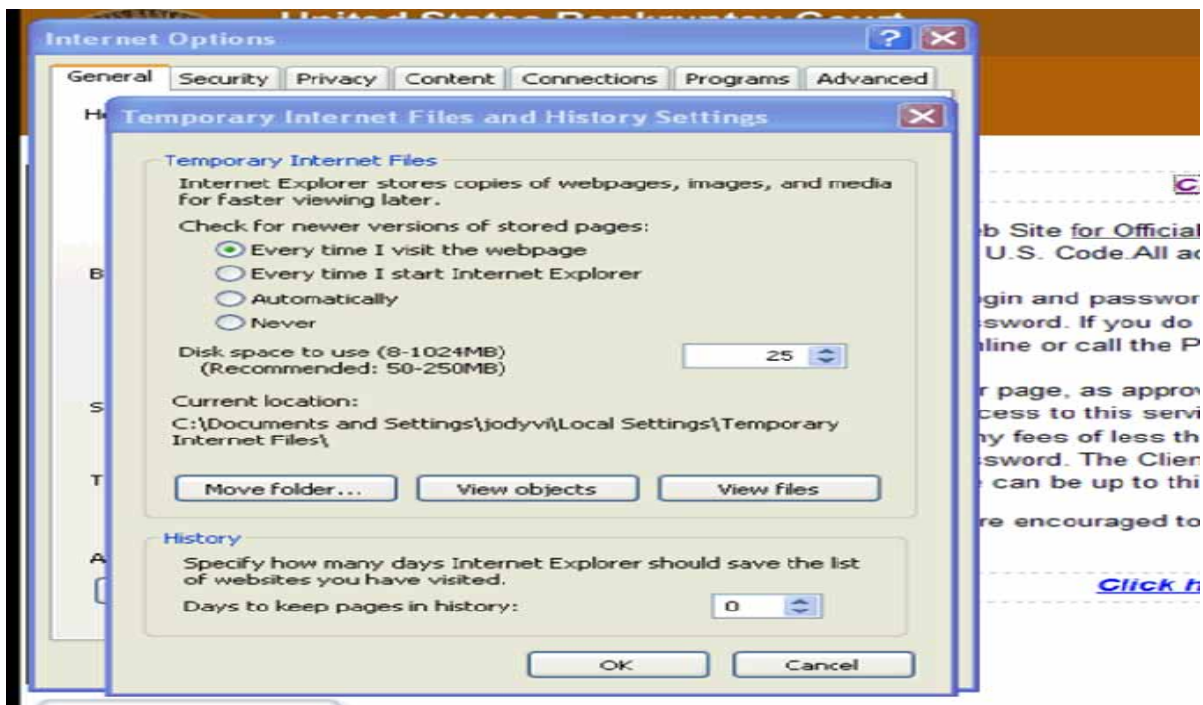 United States Bankruptcy Court
Internet Options
General Security Privacy Content Connections Programs Advanced
Temporary Internet Files and History Settings
Temporary Internet Files
Internet Explorer stores copies of webpages, images, and media
for faster viewing later.
Check for newer versions of stored pages:
Every time I visit the webpage
Every time I start Internet Explorer
Automatically
Never
Disk space to use (8-1024MB)
(Recommended: 50-250MB)
25
Current location:
C:\Documents and Settings\jodyvi\Local Settings\Temporary
Internet Files\
Move folder... View objects View files
History
Specify how many days Internet Explorer should save the list
of websites you have visited.
Days to keep pages in history: 0
OK Cancel
H
B
S
T
A
C
b Site for Official
U.S. Code.All ac
gin and passwor
sword. If you do
line or call the P
r page, as approv
cess to this servi
ny fees of less th
sword. The Clien
can be up to thi
re encouraged to
Click h